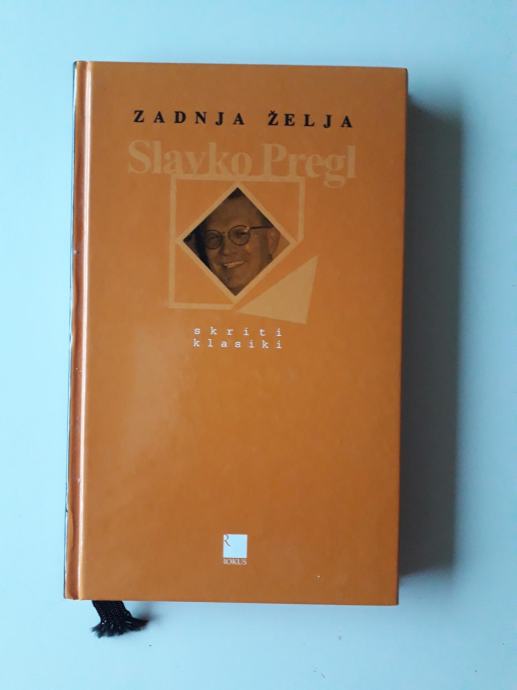 ZADNJA ŽELJA
Slavko Pregl
skriti
klasiki
R
ROKUS